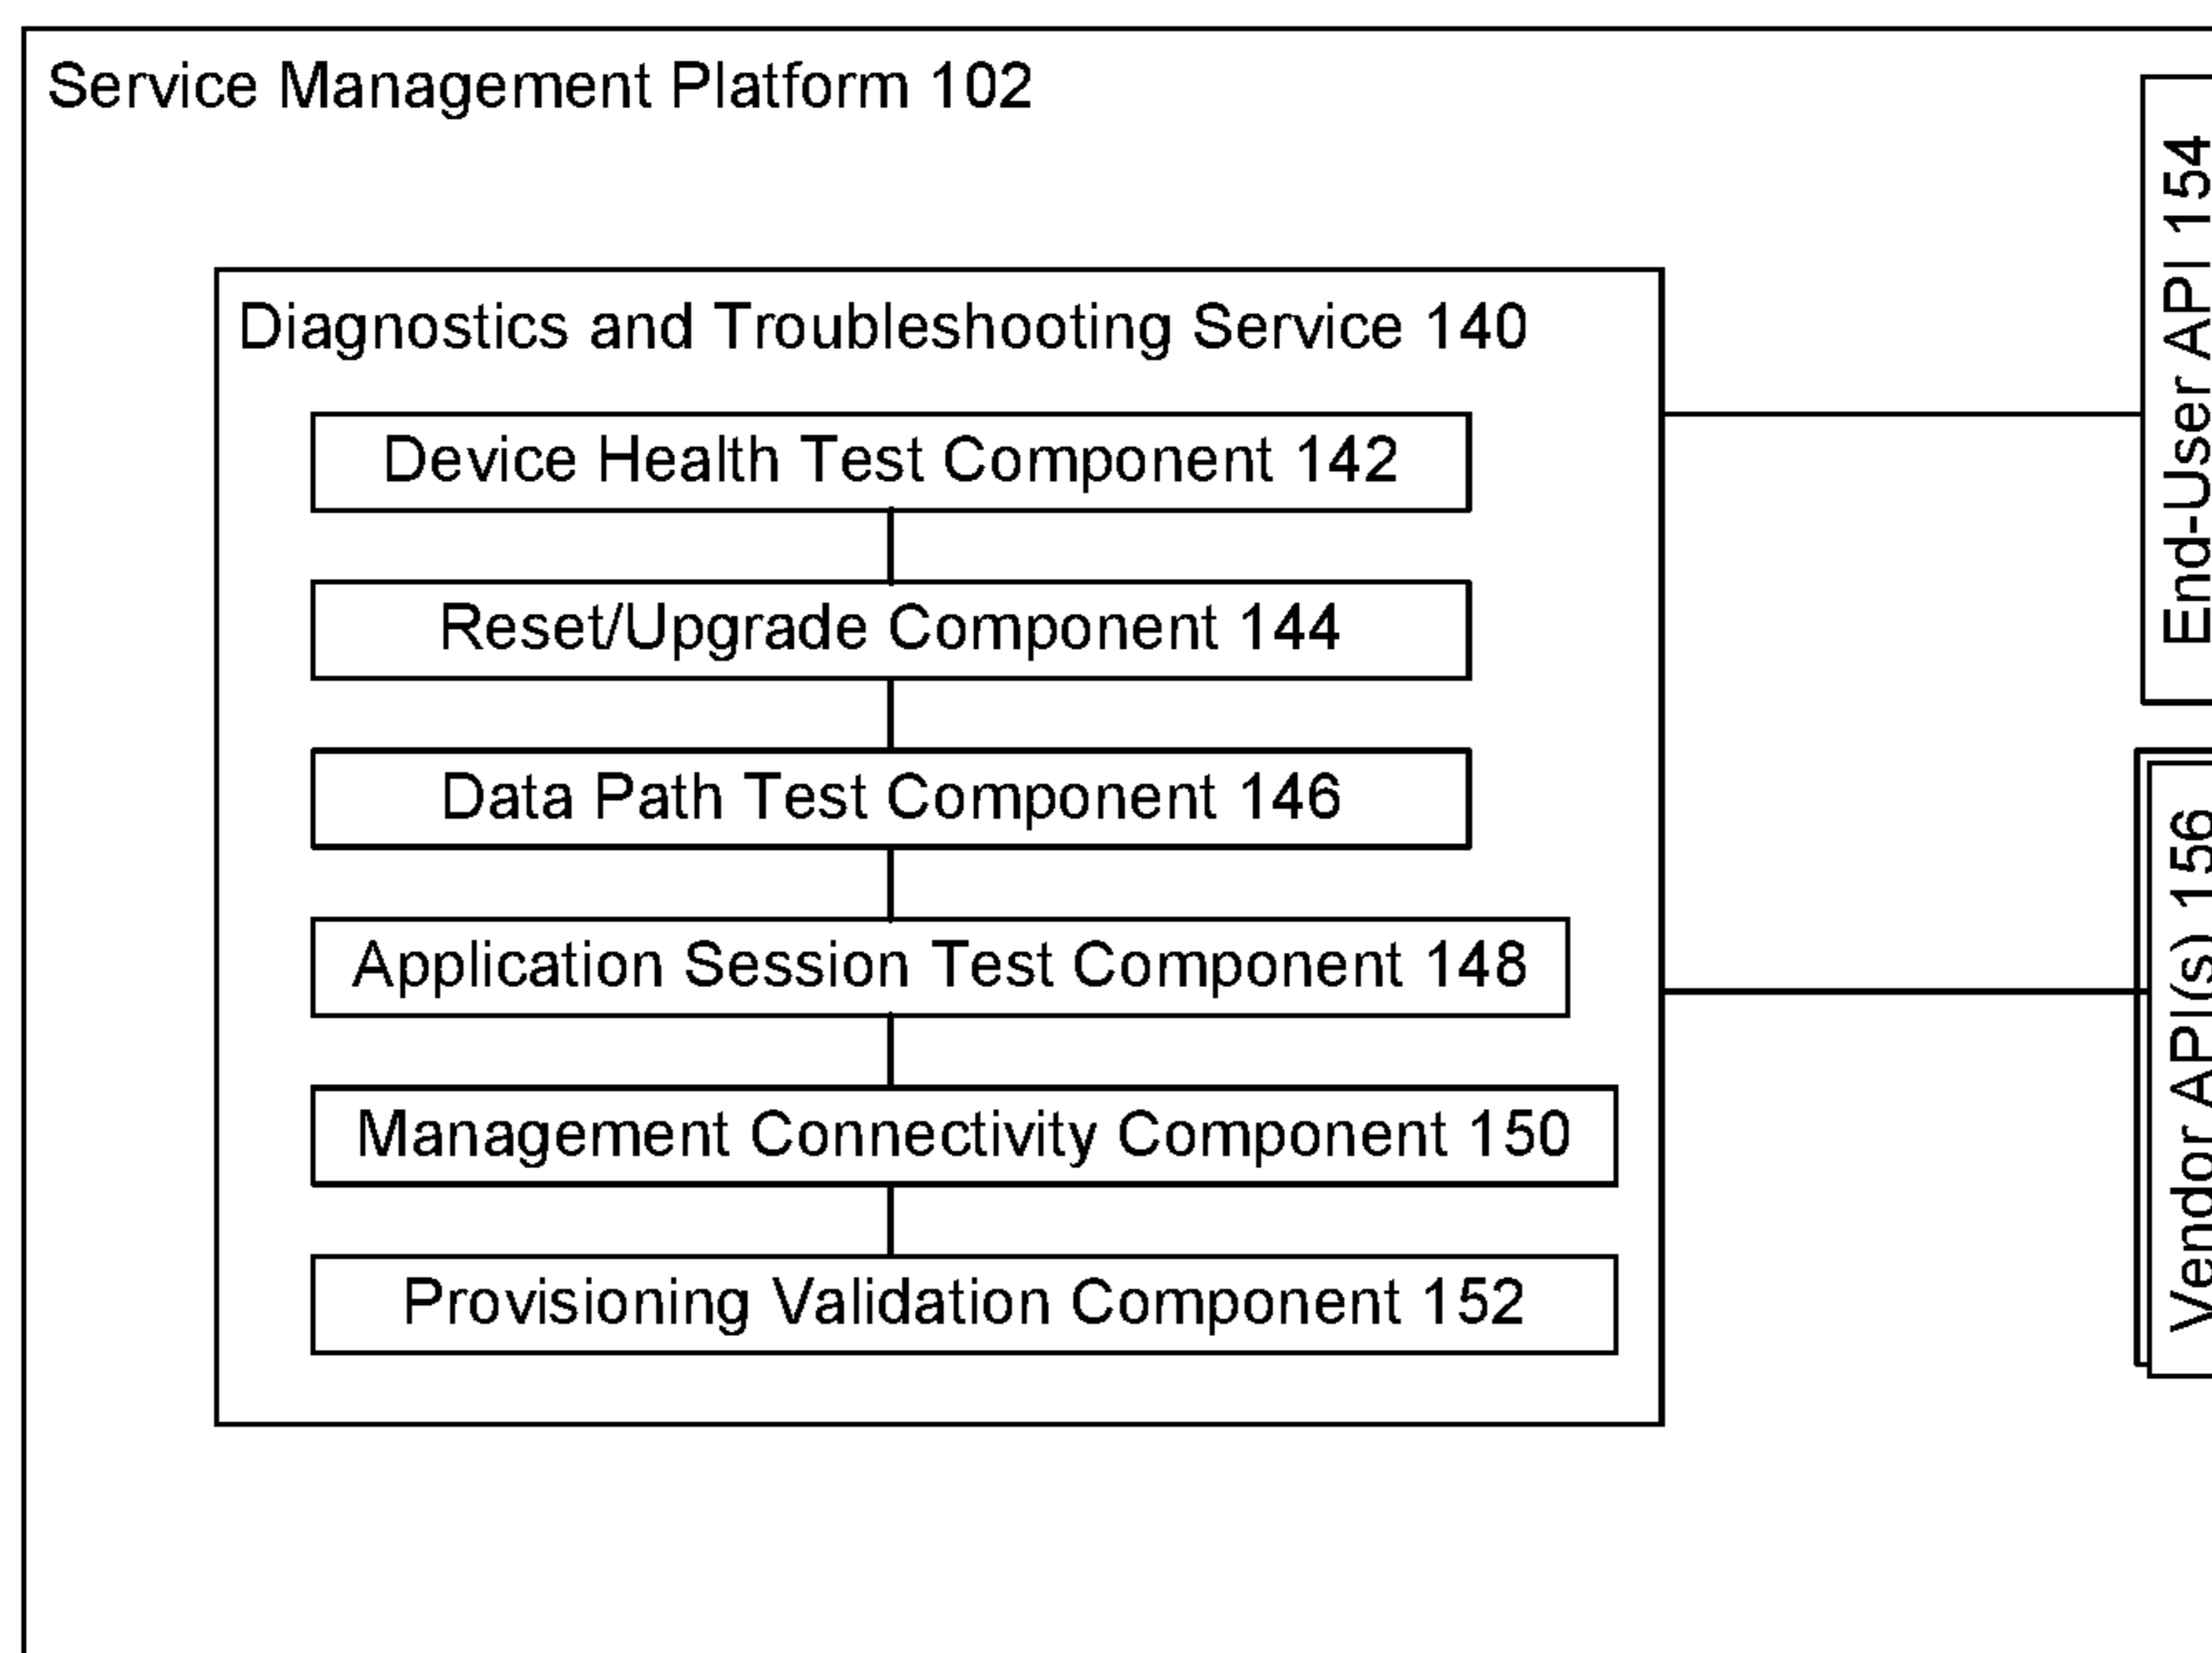 Service Management Platform 102
Diagnostics and Troubleshooting Service 140
Device Health Test Component 142
Reset/Upgrade Component 144
Data Path Test Component 146
Application Session Test Component 148
Management Connectivity Component 150
Provisioning Validation Component 152
End-User API 154
Vendor API(s) 156